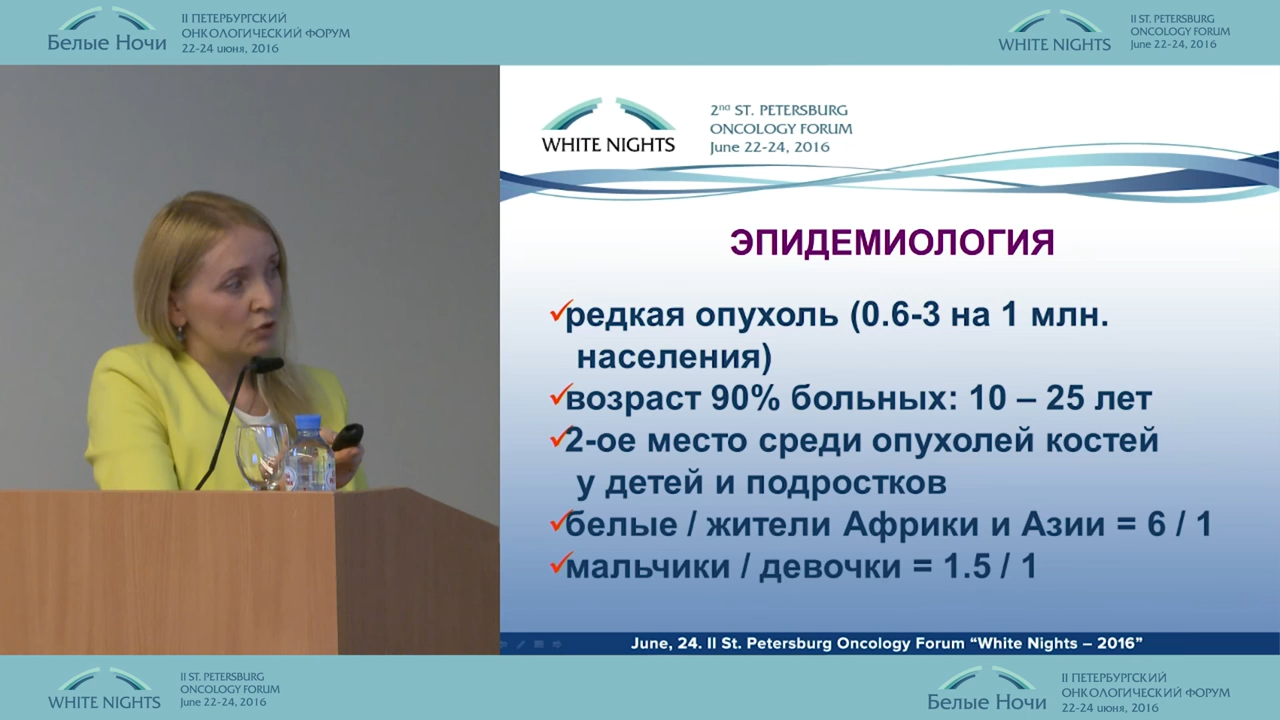 Белые Ночи
II ПЕТЕРБУРГСКИЙ
ОНКОЛОГИЧЕСКИЙ ФОРУМ
22-24 июня, 2016
WHITE NIGHTS
II ST. PETERSBURG
ONCOLOGY FORUM
June 22-24, 2016
WHITE NIGHTS
2nd ST. PETERSBURG
ONCOLOGY FORUM
June 22-24, 2016
ЭПИДЕМИОЛОГИЯ
редкая опухоль (0.6-3 на 1 млн.
населения)
возраст 90% больных: 10 – 25 лет
2-ое место среди опухолей костей
у детей и подростков
белые / жители Африки и Азии = 6 / 1
мальчики / девочки = 1.5 / 1
June, 24. II St. Petersburg Oncology Forum “White Nights – 2016”
WHITE NIGHTS
II ST. PETERSBURG
ONCOLOGY FORUM
June 22-24, 2016
Белые Ночи
II ПЕТЕРБУРГСКИЙ
ОНКОЛОГИЧЕСКИЙ ФОРУМ
22-24 июня, 2016